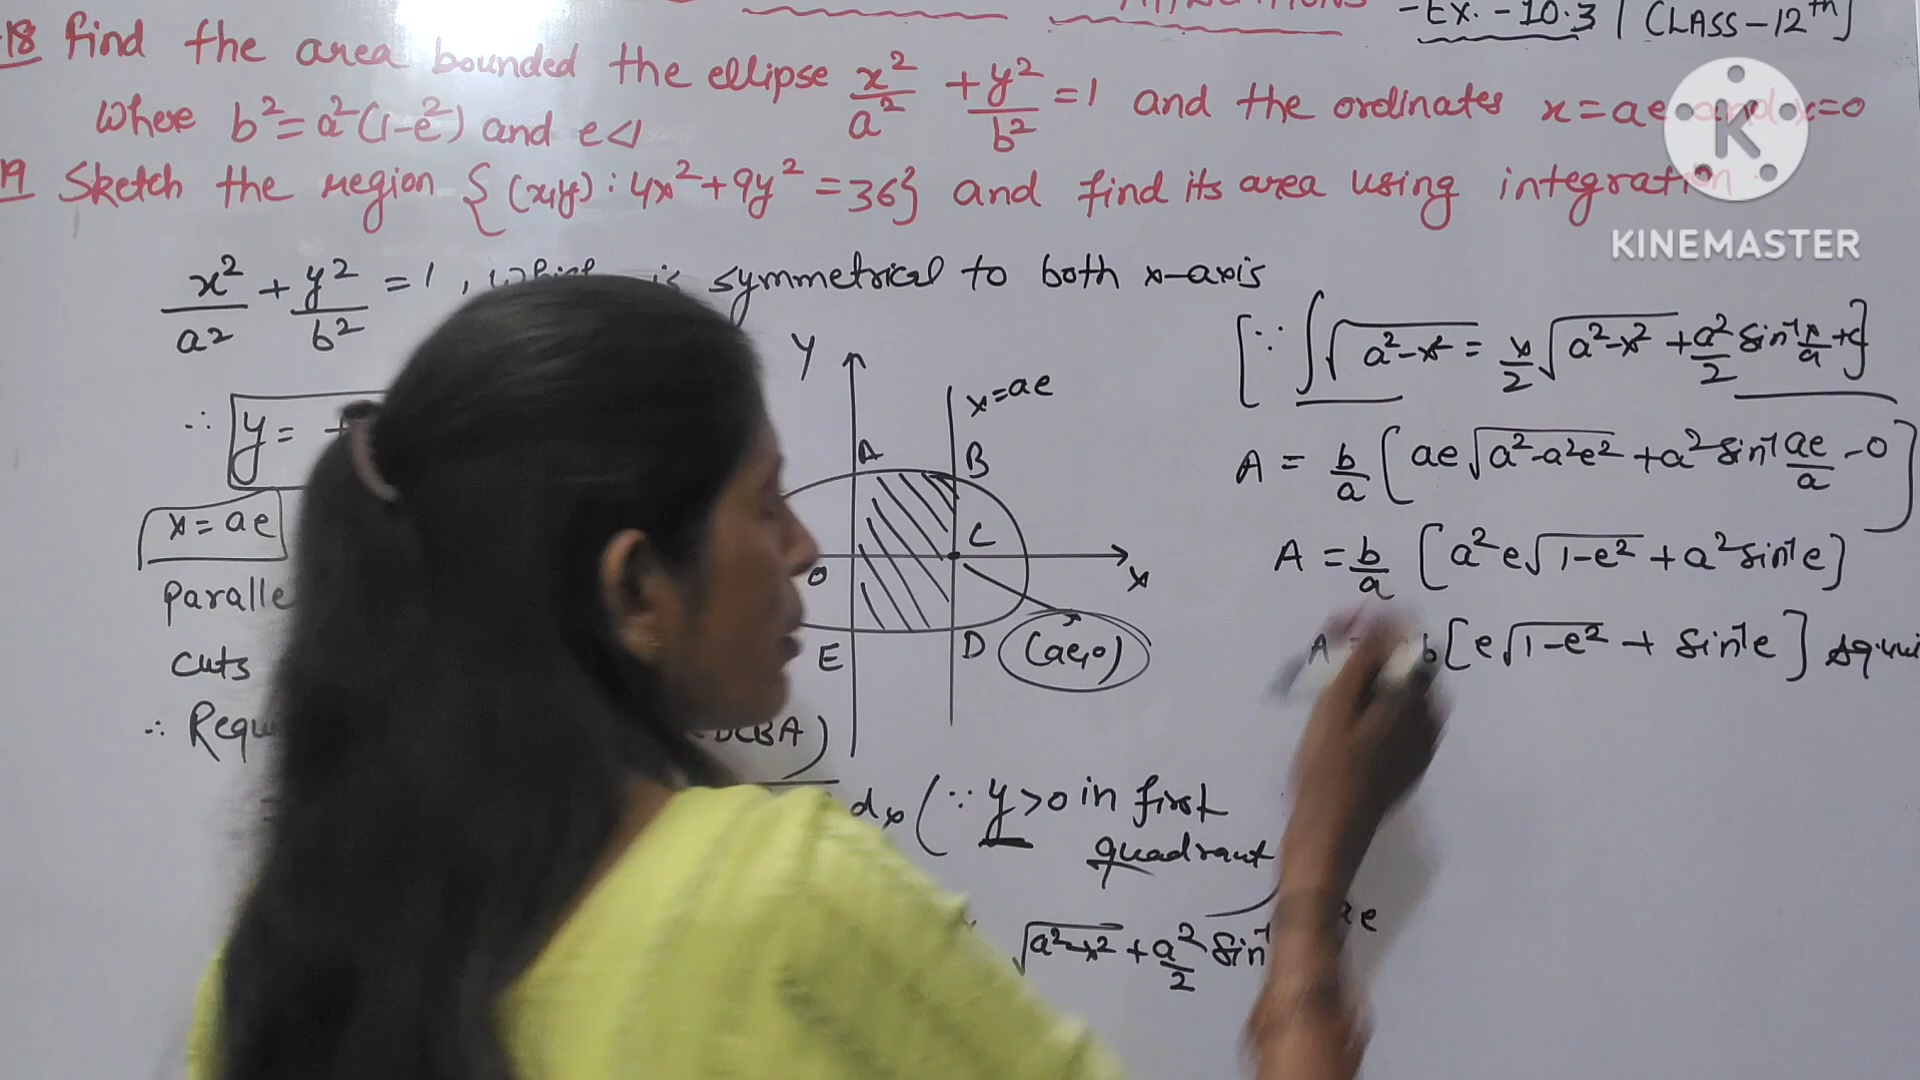 -Ex.-10.3 | (CLASS-12th)
18 find the area bounded the ellipse x²/a² + y²/b² = 1 and the ordinates x=ae and x=0
Where b²=a²(1-e²) and e<1
19 Sketch the region {(x,y) : 4x²+9y² = 36} and find its area using integration
KINEMASTER
x²/a² + y²/b² = 1, which is symmetrical to both x-axis
[∵ ∫√a²-x² = x/2 √a²-x² + a²/2 sin⁻¹ x/a + c]
∴ y =
x = ae
cuts
Y
x=ae
A
B
C
O
x
E
D
(ae,0)
A = b/a [ae√a²-a²e² + a² sin⁻¹ ae/a - 0]
A = b/a [a²e√1-e² + a² sin⁻¹e]
b[e√1-e² + sin⁻¹e]
DCBA)
dx (∵ y>0 in first
quadrant
√a²-x² + a²/2 sin⁻¹
ae